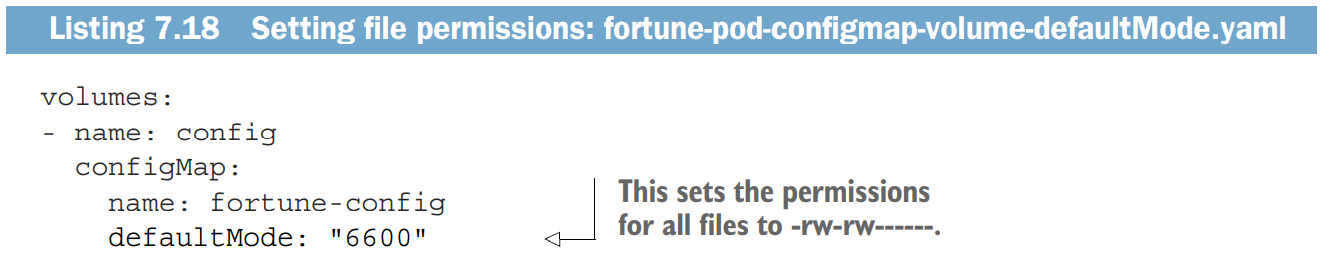 Listing 7.18 Setting file permissions: fortune-pod-configmap-volume-defaultMode.yaml
volumes:
- name: config
  configMap:
    name: fortune-config
    defaultMode: "6600"
This sets the permissions
for all files to -rw-rw------.